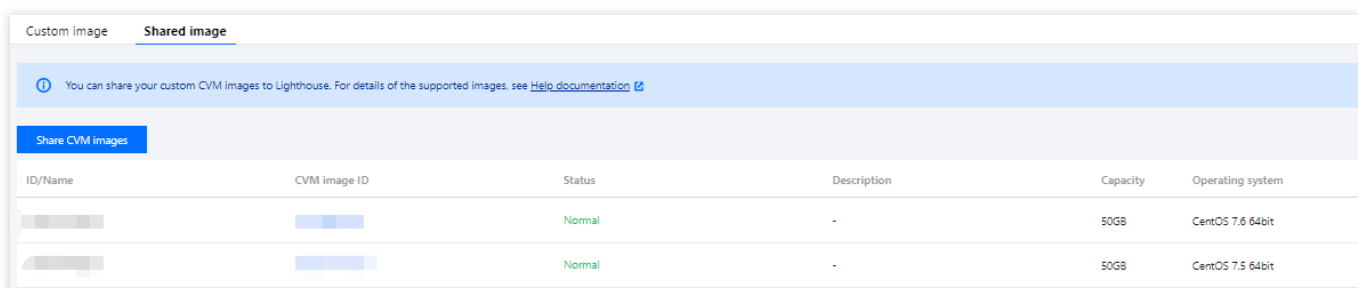 Custom image Shared image
You can share your custom CVM images to Lighthouse. For details of the supported images, see Help documentation
Share CVM images
ID/Name CVM image ID Status Description Capacity Operating system
Normal - 50GB CentOS 7.6 64bit
Normal - 50GB CentOS 7.5 64bit